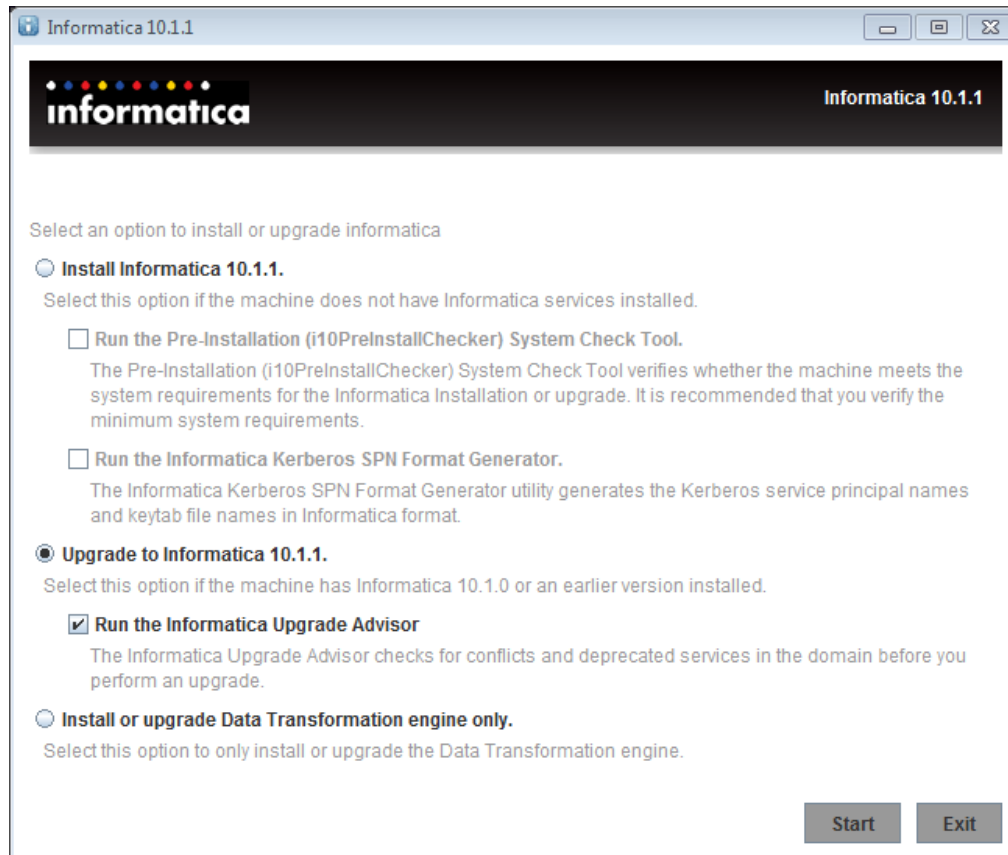 Informatica 10.1.1
informatica
Informatica 10.1.1
Select an option to install or upgrade informatica
Install Informatica 10.1.1.
Select this option if the machine does not have Informatica services installed.
Run the Pre-Installation (i10PreInstallChecker) System Check Tool.
The Pre-Installation (i10PreInstallChecker) System Check Tool verifies whether the machine meets the
system requirements for the Informatica Installation or upgrade. It is recommended that you verify the
minimum system requirements.
Run the Informatica Kerberos SPN Format Generator.
The Informatica Kerberos SPN Format Generator utility generates the Kerberos service principal names
and keytab file names in Informatica format.
Upgrade to Informatica 10.1.1.
Select this option if the machine has Informatica 10.1.0 or an earlier version installed.
Run the Informatica Upgrade Advisor
The Informatica Upgrade Advisor checks for conflicts and deprecated services in the domain before you
perform an upgrade.
Install or upgrade Data Transformation engine only.
Select this option to only install or upgrade the Data Transformation engine.
Start Exit